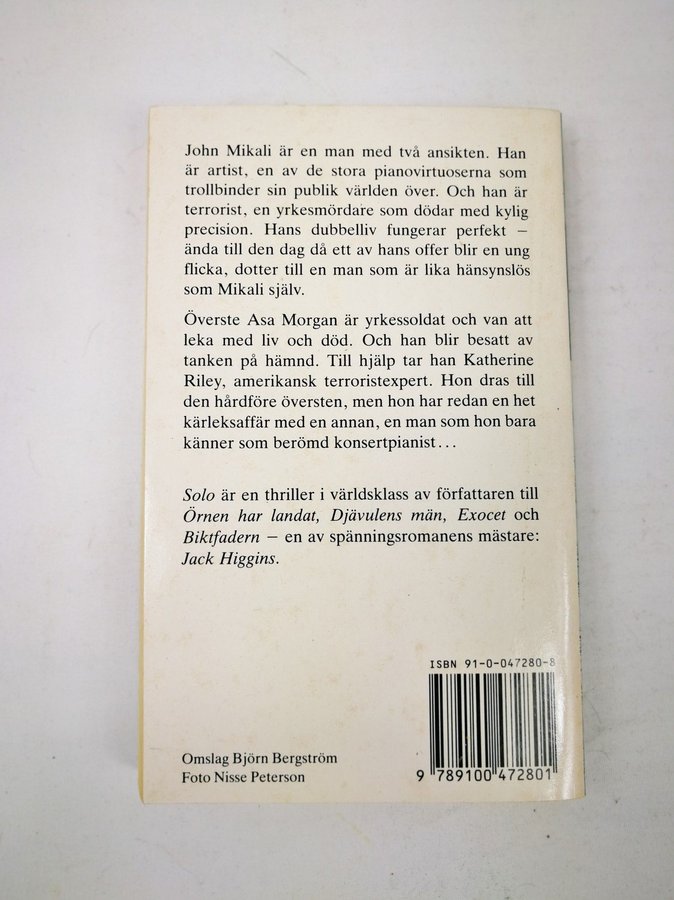 John Mikali är en man med två ansikten. Han
är artist, en av de stora pianovirtuoserna som
trollbinder sin publik världen över. Och han är
terrorist, en yrkesmördare som dödar med kylig
precision. Hans dubbelliv fungerar perfekt –
ända till den dag då ett av hans offer blir en ung
flicka, dotter till en man som är lika hänsynslös
som Mikali själv.
Överste Asa Morgan är yrkessoldat och van att
leka med liv och död. Och han blir besatt av
tanken på hämnd. Till hjälp tar han Katherine
Riley, amerikansk terroristexpert. Hon dras till
den hårdföre översten, men hon har redan en het
kärleksaffär med en annan, en man som hon bara
känner som berömd konsertpianist...
Solo är en thriller i världsklass av författaren till
Örnen har landat, Djävulens män, Exocet och
Biktfadern – en av spänningsromanens mästare:
Jack Higgins.
ISBN 91-0-047280-8
9 789100 472801
Omslag Björn Bergström
Foto Nisse Peterson